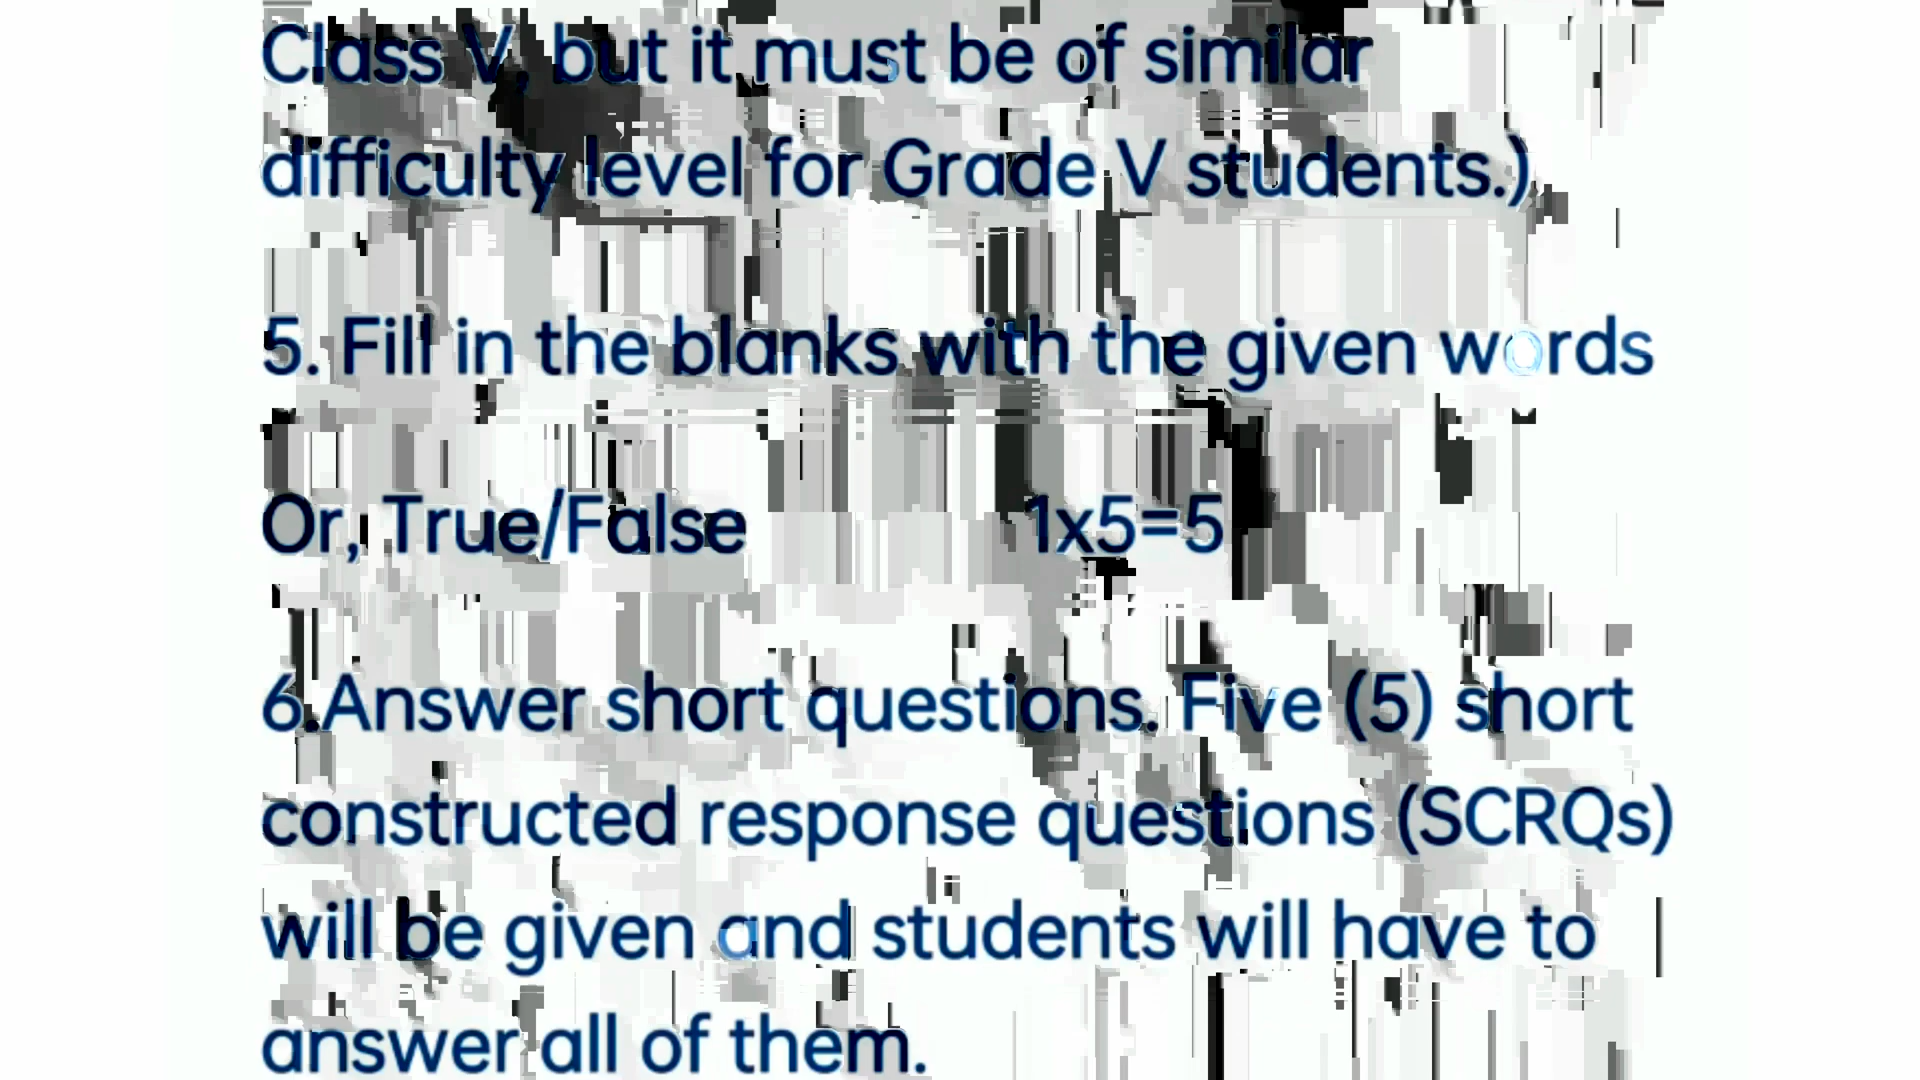 Class V, but it must be of similar
difficulty level for Grade V students.)
5. Fill in the blanks with the given words
Or, True/False 1x5=5
6.Answer short questions. Five (5) short
constructed response questions (SCRQs)
will be given and students will have to
answer all of them.